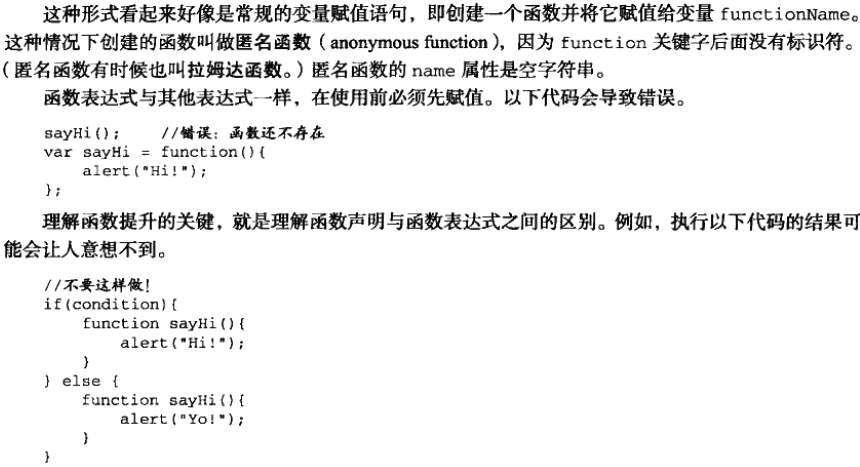 这种形式看起来好像是常规的变量赋值语句，即创建一个函数并将它赋值给变量 functionName。
这种情况下创建的函数叫做匿名函数（anonymous function），因为 function 关键字后面没有标识符。
（匿名函数有时候也叫拉姆达函数。）匿名函数的 name 属性是空字符串。
函数表达式与其他表达式一样，在使用前必须先赋值。以下代码会导致错误。
sayHi();    //错误：函数还不存在
var sayHi = function(){
    alert("Hi!");
};
理解函数提升的关键，就是理解函数声明与函数表达式之间的区别。例如，执行以下代码的结果可
能会让人意想不到。
//不要这样做！
if(condition){
    function sayHi(){
        alert("Hi!");
    }
} else {
    function sayHi(){
        alert("Yo!");
    }
}